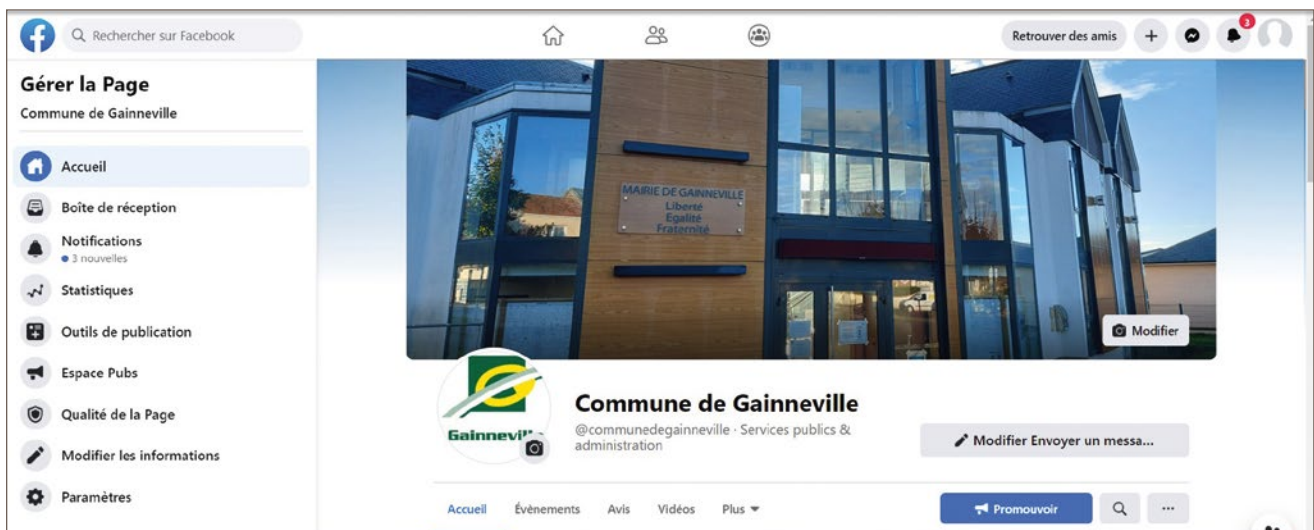 Rechercher sur Facebook
Retrouver des amis
3
Gérer la Page
Commune de Gainneville
Accueil
Boîte de réception
Notifications
3 nouvelles
Statistiques
Outils de publication
Espace Pubs
Qualité de la Page
Modifier les informations
Paramètres
MAIRIE DE GAINNEVILLE
Liberté
Egalité
Fraternité
Modifier
Gainnevill
Commune de Gainneville
@communedegainneville · Services publics &
administration
Modifier Envoyer un messa...
Accueil
Évènements
Avis
Vidéos
Plus
Promouvoir